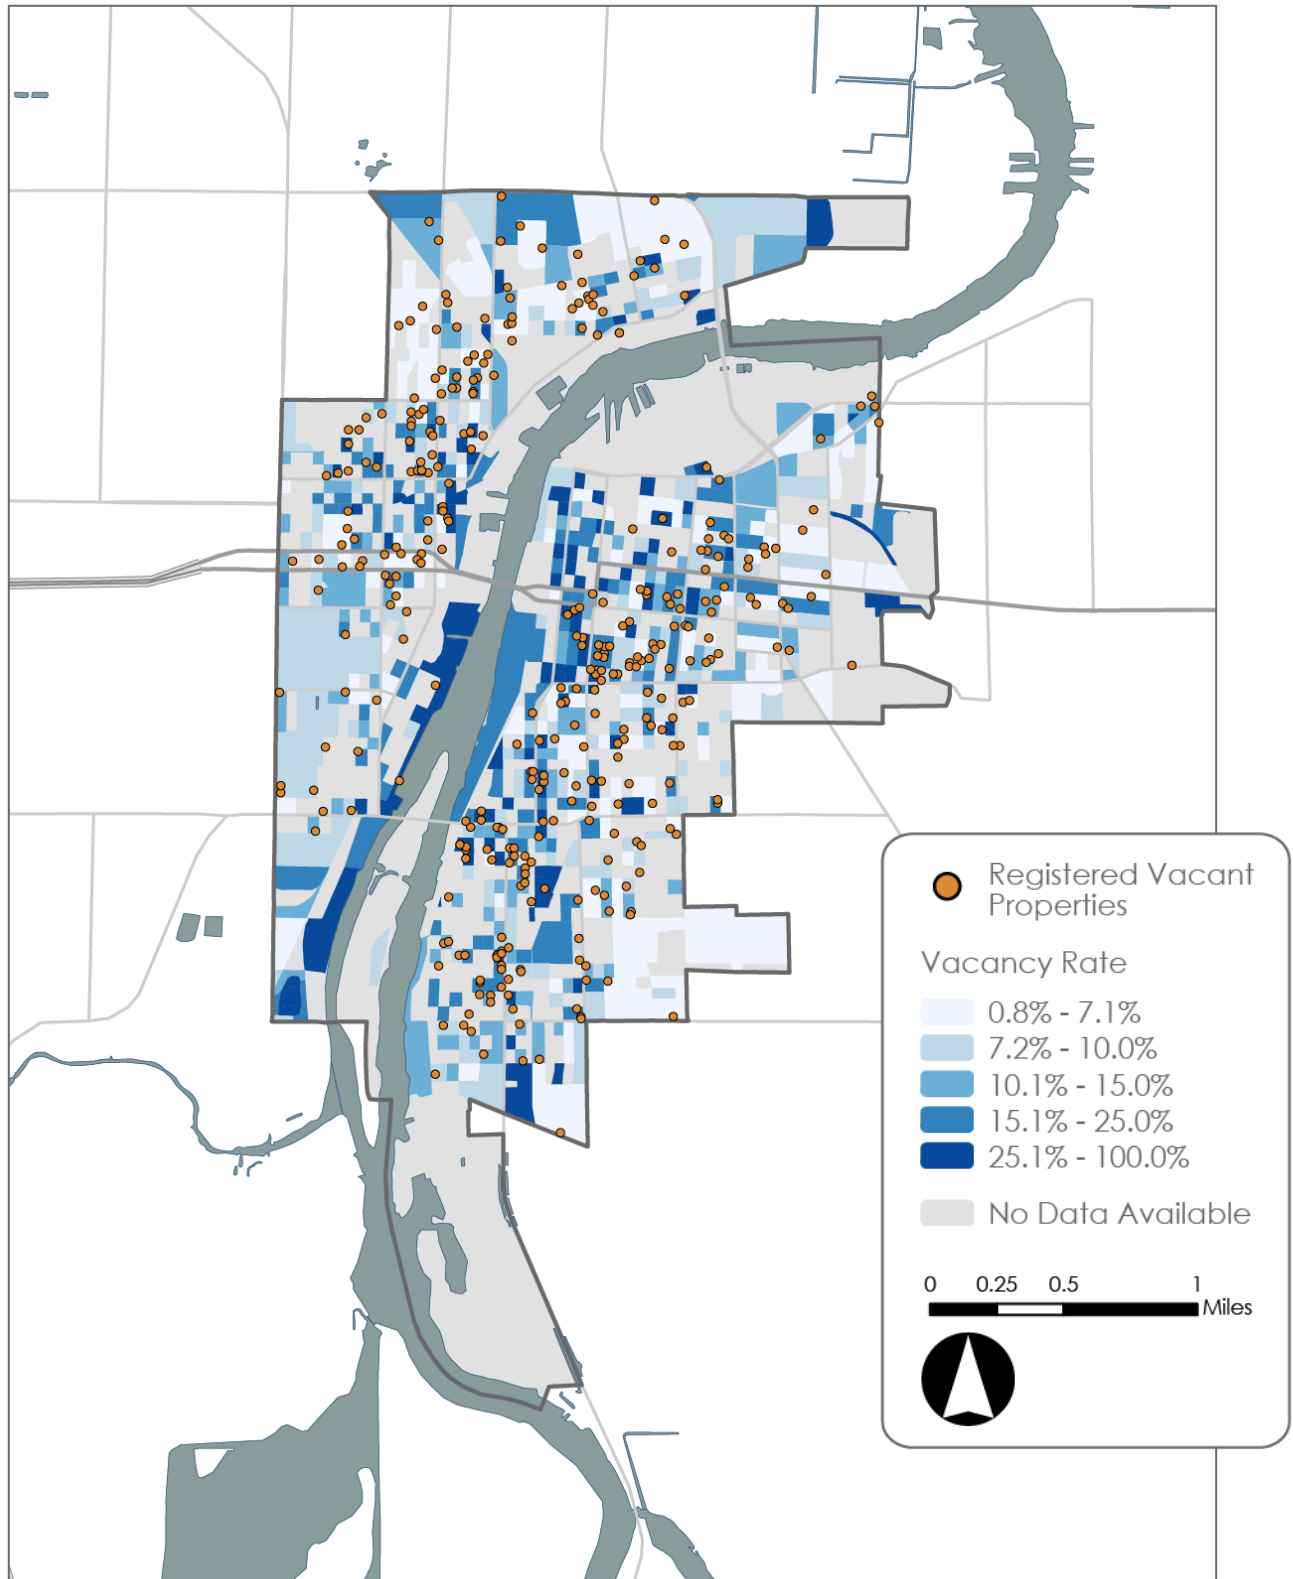 Registered Vacant
Properties
Vacancy Rate
0.8% - 7.1%
7.2% - 10.0%
10.1% - 15.0%
15.1% - 25.0%
25.1% - 100.0%
No Data Available
0 0.25 0.5 1
Miles